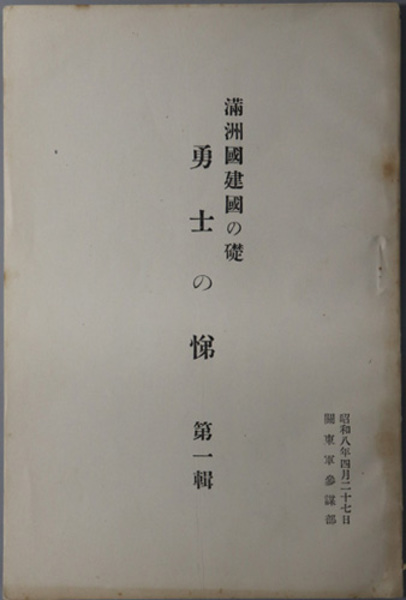 昭和八年四月二十七日
關東軍參謀部
滿洲國建國の礎
勇士の悌 第一輯